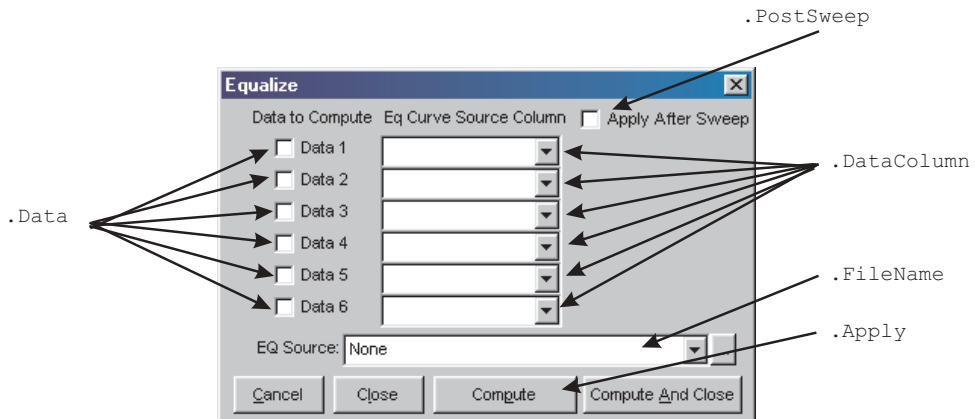 .PostSweep
Equalize
Data to Compute Eq Curve Source Column Apply After Sweep
Data 1
.DataColumn
Data 2
Data 3
.Data
Data 4
Data 5
.FileName
Data 6
.Apply
EQ Source: None
Cancel Close Compute Compute And Close